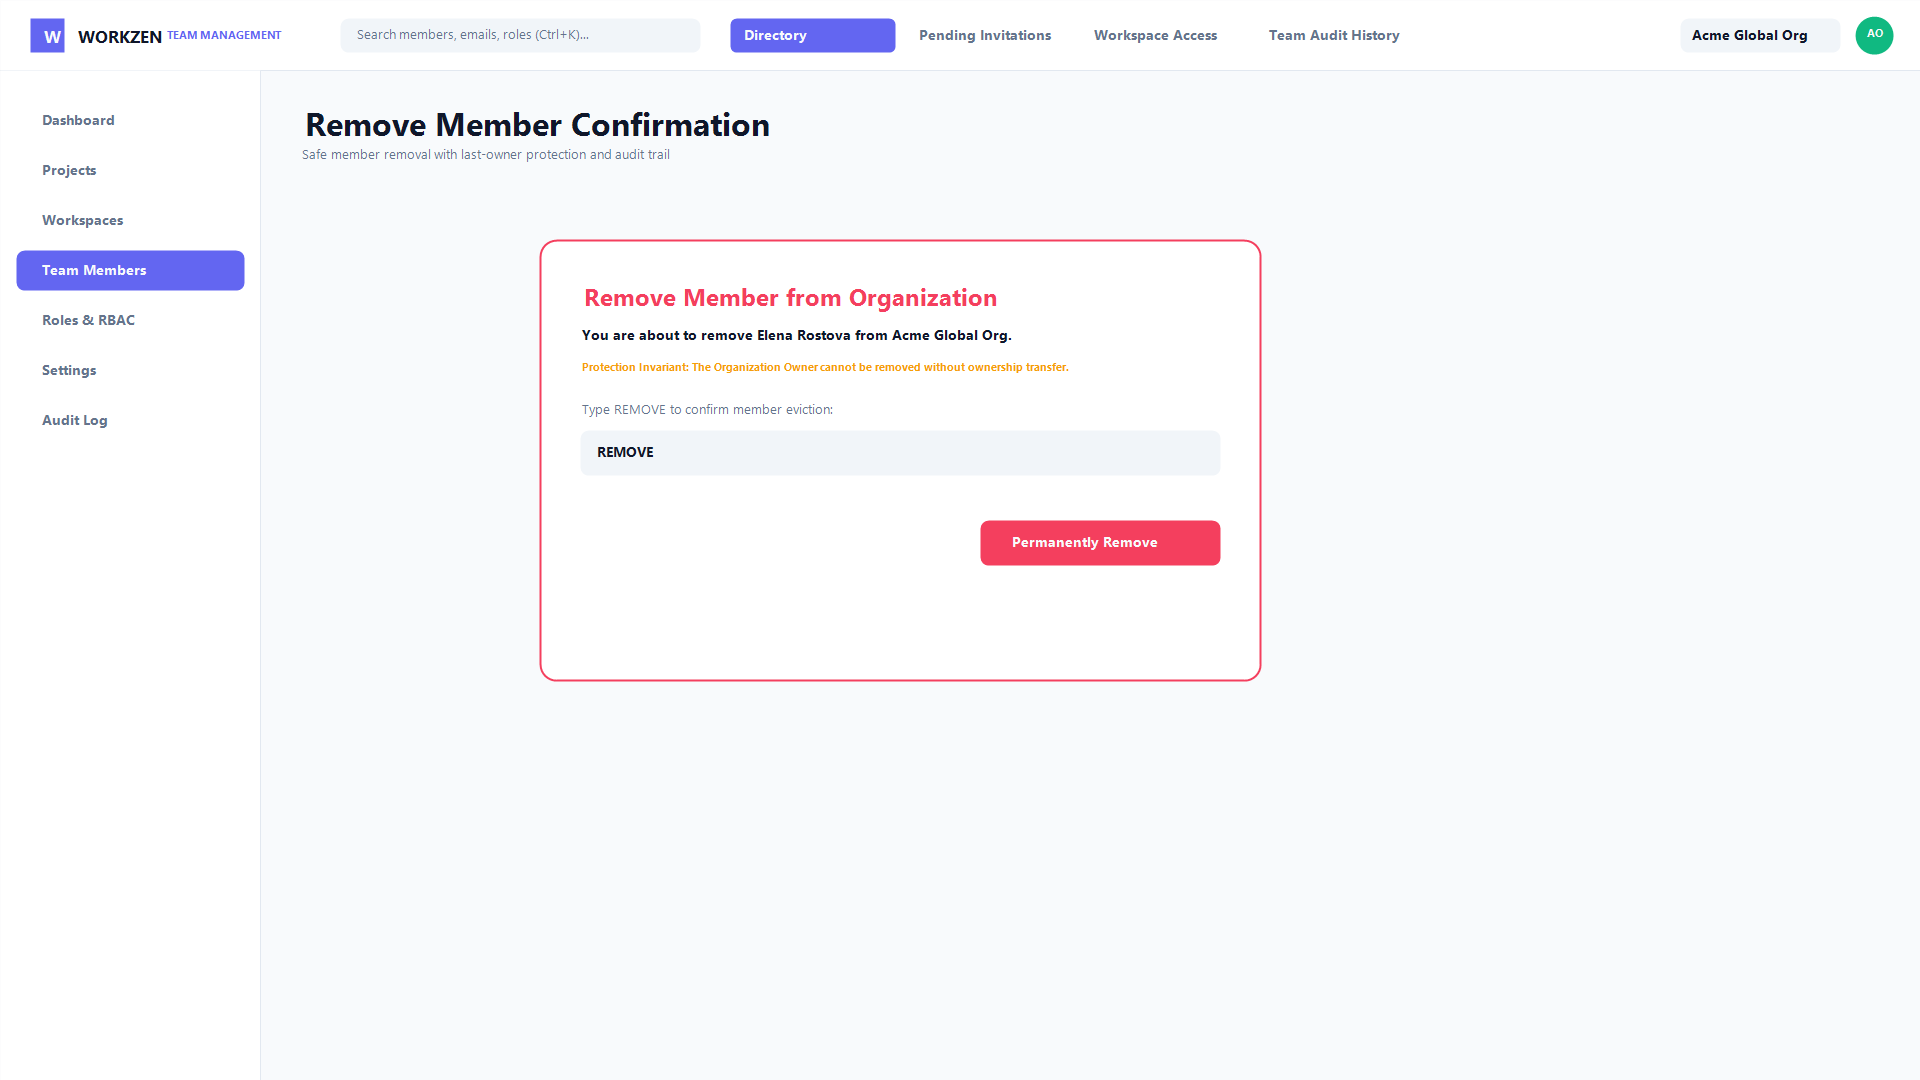 W WORKZEN TEAM MANAGEMENT
Search members, emails, roles (Ctrl+K)...
Directory
Pending Invitations
Workspace Access
Team Audit History
Acme Global Org
AO
Dashboard
Projects
Workspaces
Team Members
Roles & RBAC
Settings
Audit Log
Remove Member Confirmation
Safe member removal with last-owner protection and audit trail
Remove Member from Organization
You are about to remove Elena Rostova from Acme Global Org.
Protection Invariant: The Organization Owner cannot be removed without ownership transfer.
Type REMOVE to confirm member eviction:
REMOVE
Permanently Remove